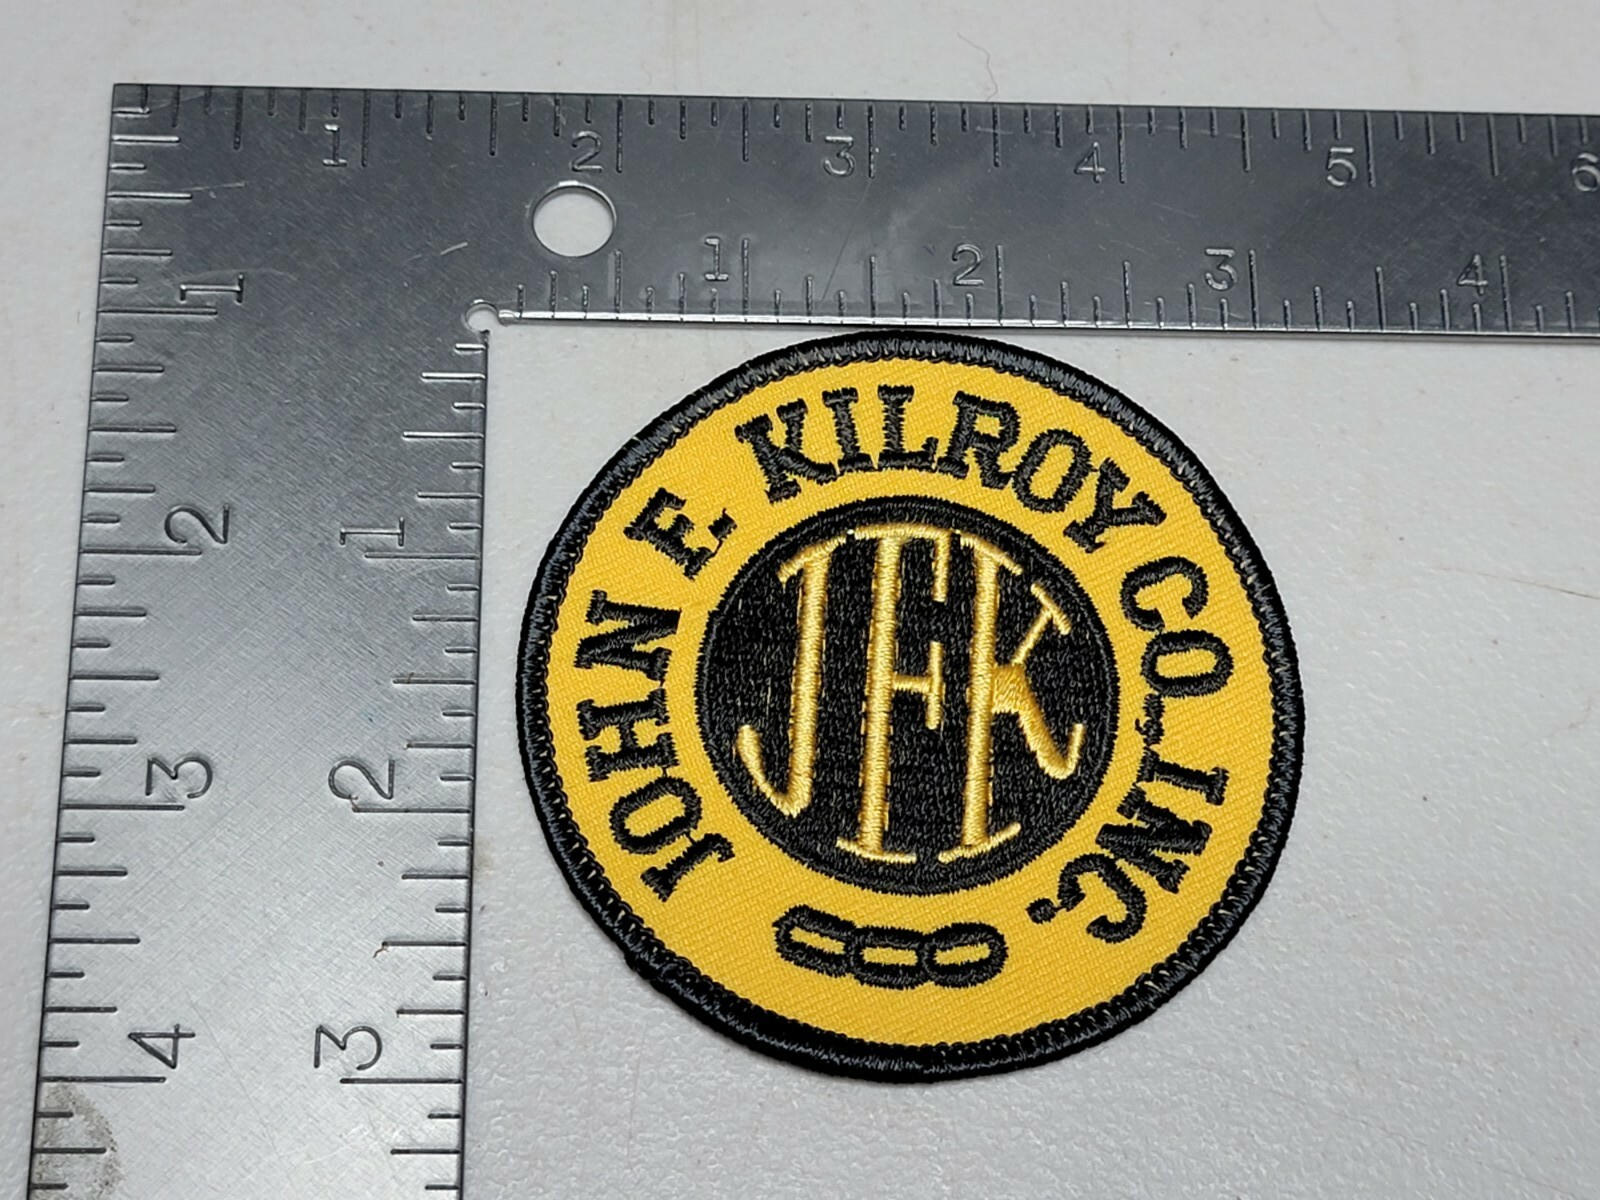 1 2 3 4 5 6
1 2 3 4
1 2 3 4
1 2 3
JOHN E. KILROY CO. INC.
JFK